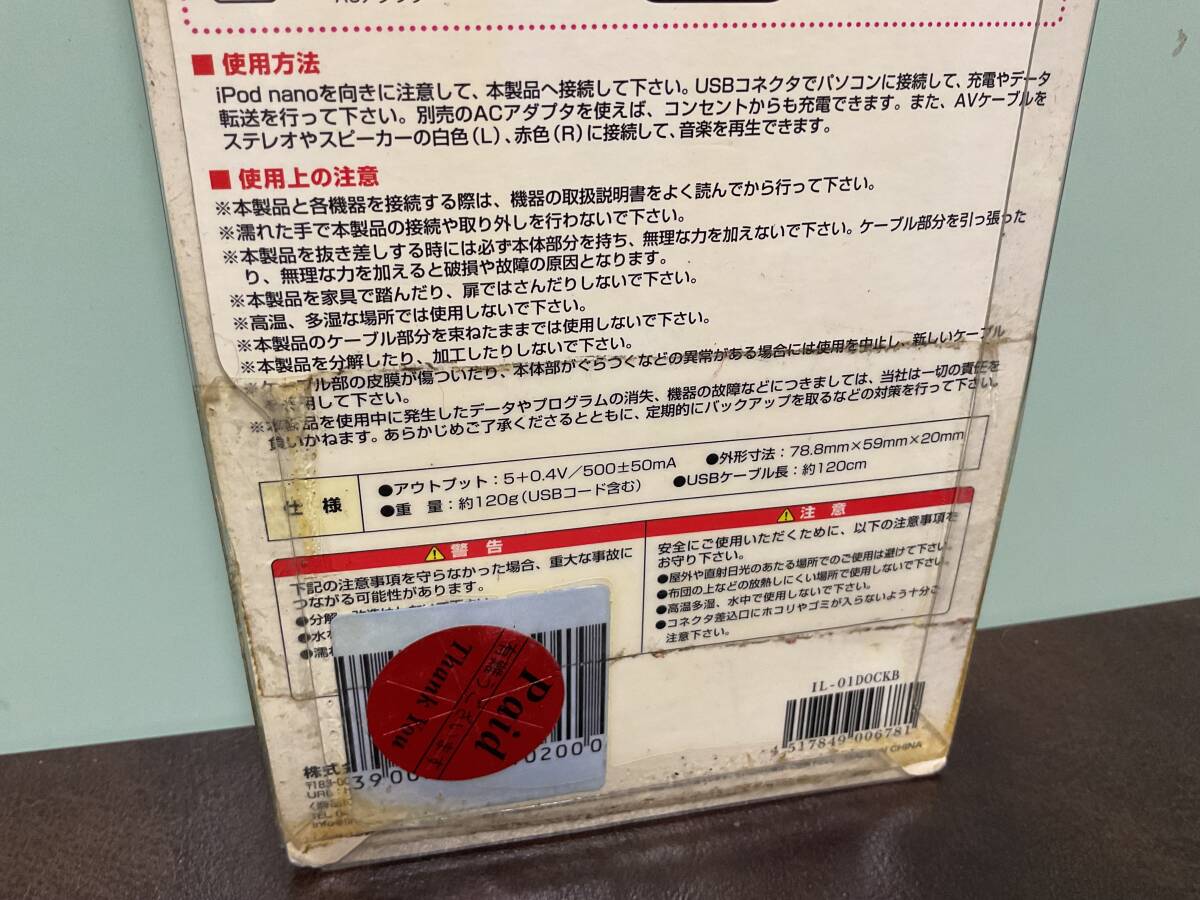 ■ 使用方法
iPod nanoを向きに注意して、本製品へ接続して下さい。USBコネクタでパソコンに接続して、充電やデータ
転送を行って下さい。別売のACアダプタを使えば、コンセントからも充電できます。また、AVケーブルを
ステレオやスピーカーの白色(L)、赤色(R)に接続して、音楽を再生できます。
■ 使用上の注意
※本製品と各機器を接続する際は、機器の取扱説明書をよく読んでから行って下さい。
※濡れた手で本製品の接続や取り外しを行わないで下さい。
※本製品を抜き差しする時には必ず本体部分を持ち、無理な力を加えないで下さい。ケーブル部分を引っ張った
り、無理な力を加えると破損や故障の原因となります。
※本製品を家具で踏んだり、扉ではさんだりしないで下さい。
※高温、多湿な場所では使用しないで下さい。
※本製品のケーブル部分を束ねたままでは使用しないで下さい。
※本製品を分解したり、加工したりしないで下さい。
※ケーブル部の皮膜が傷ついたり、本体部がぐらつくなどの異常がある場合には使用を中止し、新しいケーブル
用して下さい。
※本製品を使用中に発生したデータやプログラムの消失、機器の故障などにつきましては、当社は一切の責任を
負いかねます。あらかじめご了承くださるとともに、定期的にバックアップを取るなどの対策を行って下さい。
仕 様
●アウトプット：5+0.4V／500±50mA
●外形寸法：78.8mm×59mm×20mm
●重 量：約120g(USBコード含む)
●USBケーブル長：約120cm
警 告
下記の注意事項を守らなかった場合、重大な事故に
つながる可能性があります。
●分解
●水
●濡れ
注 意
安全にご使用いただくために、以下の注意事項を
お守り下さい。
●屋外や直射日光のあたる場所でのご使用は避けて下さい。
●布団の上などの放熱しにくい場所で使用しないで下さい。
●高温多湿、水中で使用しないで下さい。
●コネクタ差込口にホコリやゴミが入らないよう十分ご
注意下さい。
Paid
Thank You
3900
02000
IL-01DOCKB
4 517849 006781
CHINA
株式